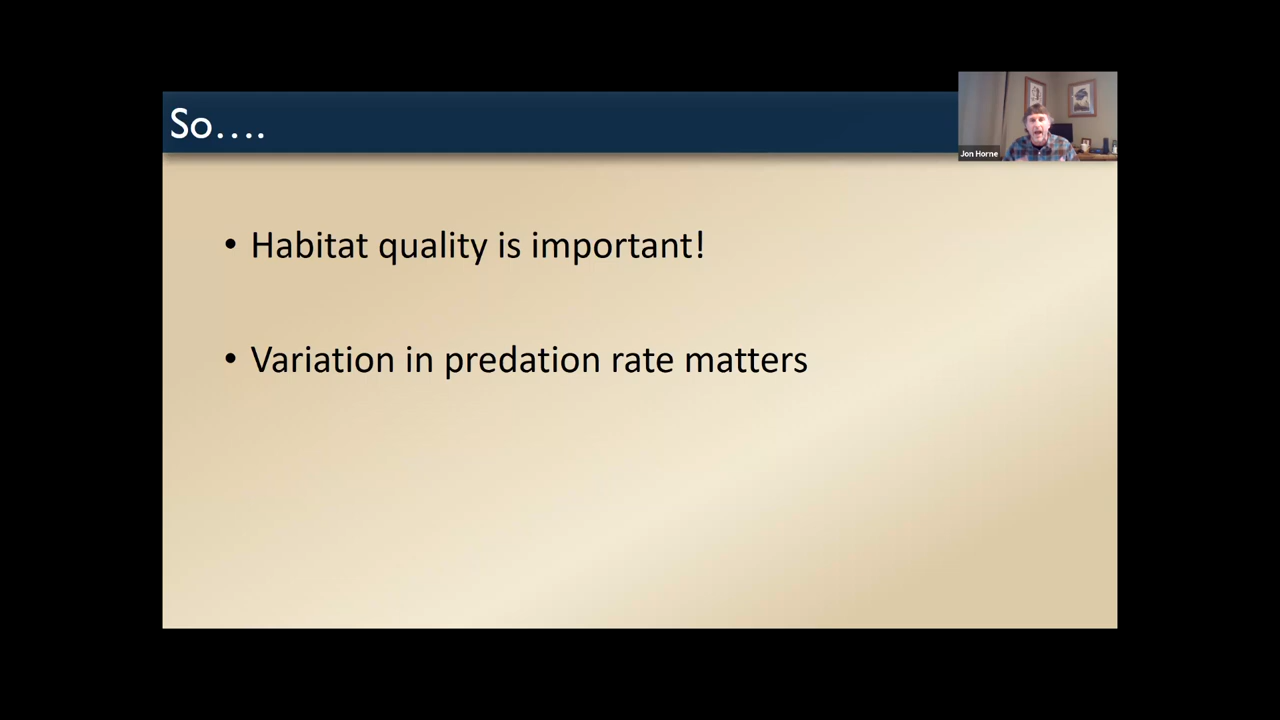 So….
Jon Horne
• Habitat quality is important!
• Variation in predation rate matters